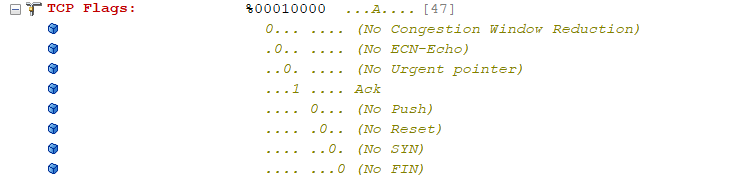 TCP Flags: %00010000 ...A.... [47]
0... .... (No Congestion Window Reduction)
.0.. .... (No ECN-Echo)
..0. .... (No Urgent pointer)
...1 .... Ack
.... 0... (No Push)
.... .0.. (No Reset)
.... ..0. (No SYN)
.... ...0 (No FIN)